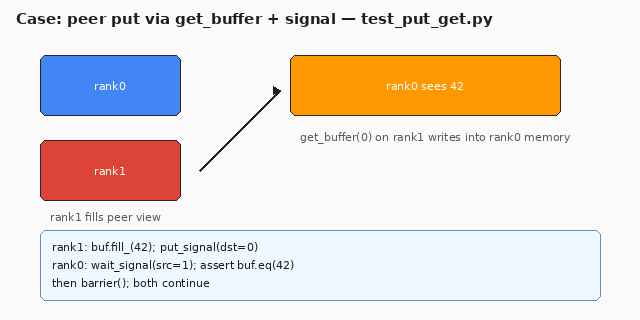 Case: peer put via get_buffer + signal — test_put_get.py
rank0
rank0 sees 42
get_buffer(0) on rank1 writes into rank0 memory
rank1
rank1 fills peer view
rank1: buf.fill_(42); put_signal(dst=0)
rank0: wait_signal(src=1); assert buf.eq(42)
then barrier(); both continue